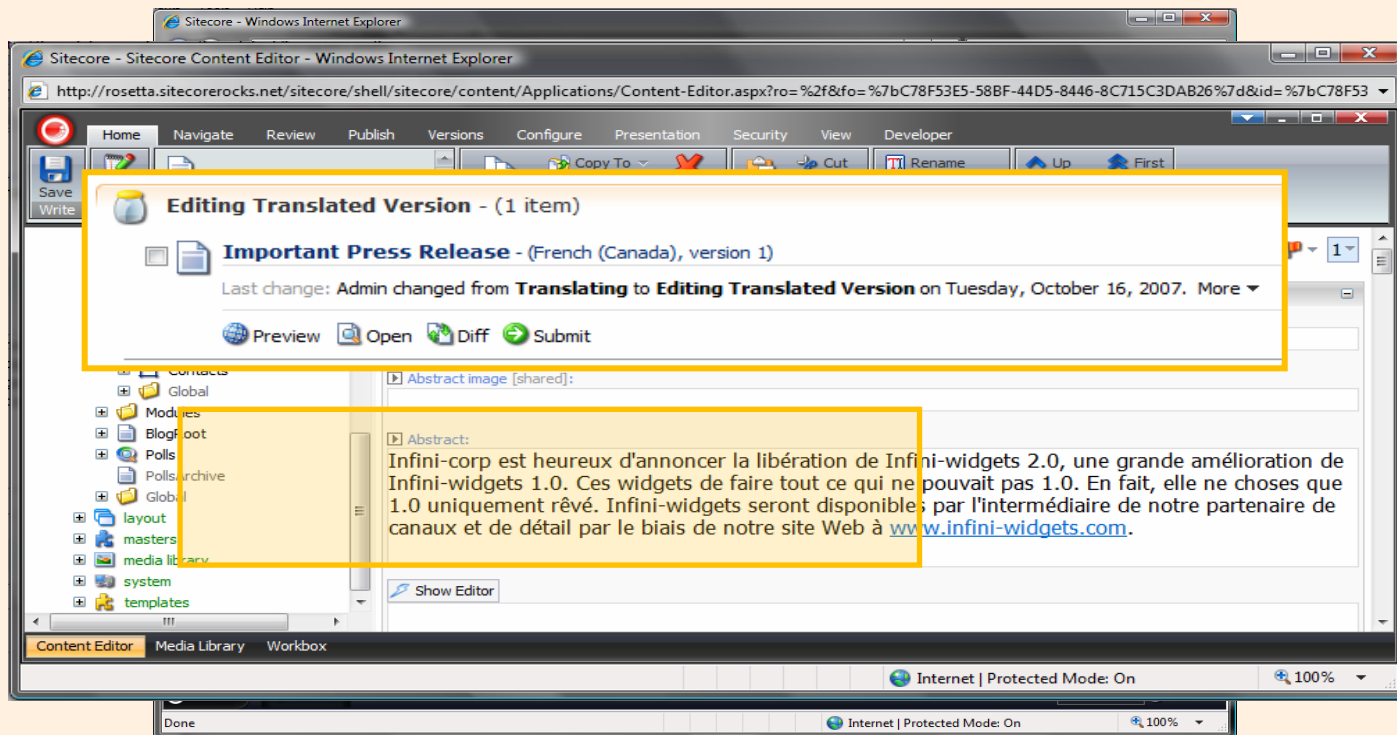 Sitecore - Windows Internet Explorer
Sitecore - Sitecore Content Editor - Windows Internet Explorer
http://rosetta.sitecorerocks.net/sitecore/shell/sitecore/content/Applications/Content-Editor.aspx?ro=%2f&fo=%7bC78F53E5-58BF-44D5-8446-8C715C3DAB26%7d&id=%7bC78F53
Home Navigate Review Publish Versions Configure Presentation Security View Developer
Save Copy To Cut Rename Up First
Write
Editing Translated Version - (1 item)
Important Press Release - (French (Canada), version 1)
1
Last change: Admin changed from Translating to Editing Translated Version on Tuesday, October 16, 2007. More
Preview Open Diff Submit
Contacts
Global
Modules
BlogRoot
Polls
PollsArchive
Global
layout
masters
media library
system
templates
Abstract image [shared]:
Abstract:
Infini-corp est heureux d'annoncer la libération de Infini-widgets 2.0, une grande amélioration de
Infini-widgets 1.0. Ces widgets de faire tout ce qui ne pouvait pas 1.0. En fait, elle ne choses que
1.0 uniquement rêvé. Infini-widgets seront disponibles par l'intermédiaire de notre partenaire de
canaux et de détail par le biais de notre site Web à www.infini-widgets.com.
Show Editor
Content Editor Media Library Workbox
Internet | Protected Mode: On 100%
Done Internet | Protected Mode: On 100%